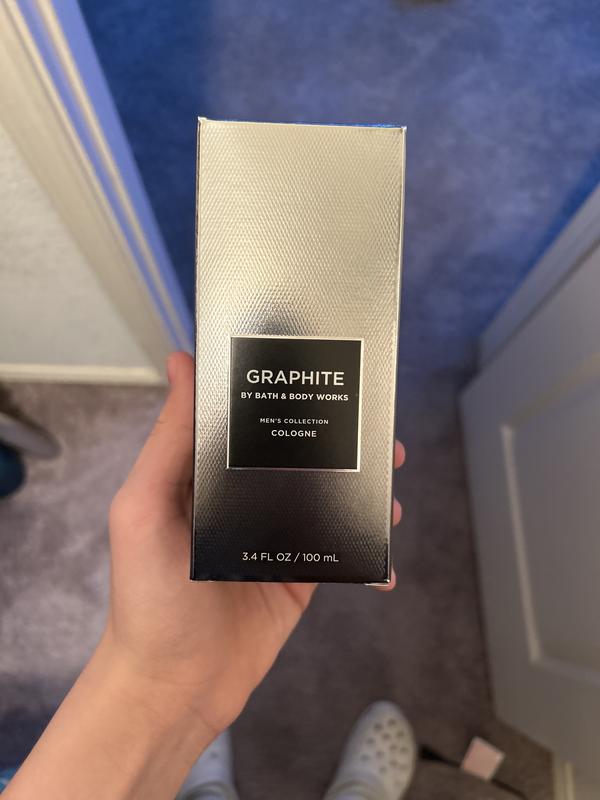 GRAPHITE
BY BATH & BODY WORKS
MEN'S COLLECTION
COLOGNE
3.4 FL OZ / 100 mL